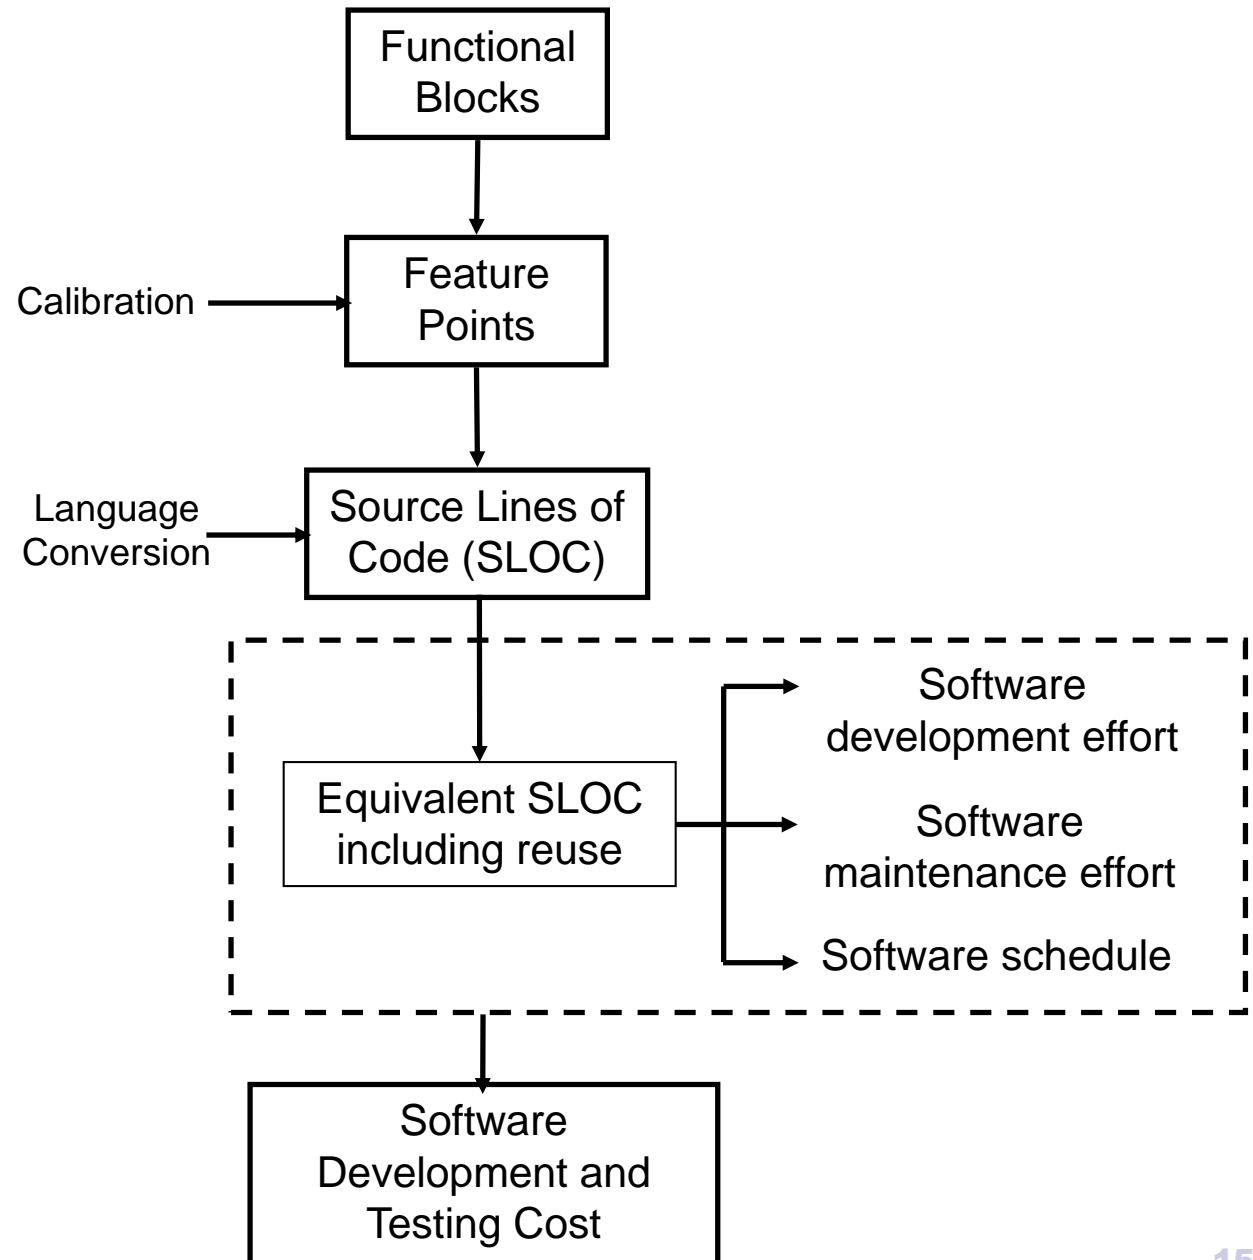 Functional
Blocks
Calibration
Feature
Points
Language
Conversion
Source Lines of
Code (SLOC)
Equivalent SLOC
including reuse
Software
development effort
Software
maintenance effort
Software schedule
Software
Development and
Testing Cost
15